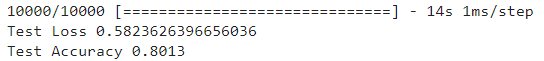 10000/10000 [==============================] - 14s 1ms/step
Test Loss 0.5823626396656036
Test Accuracy 0.8013